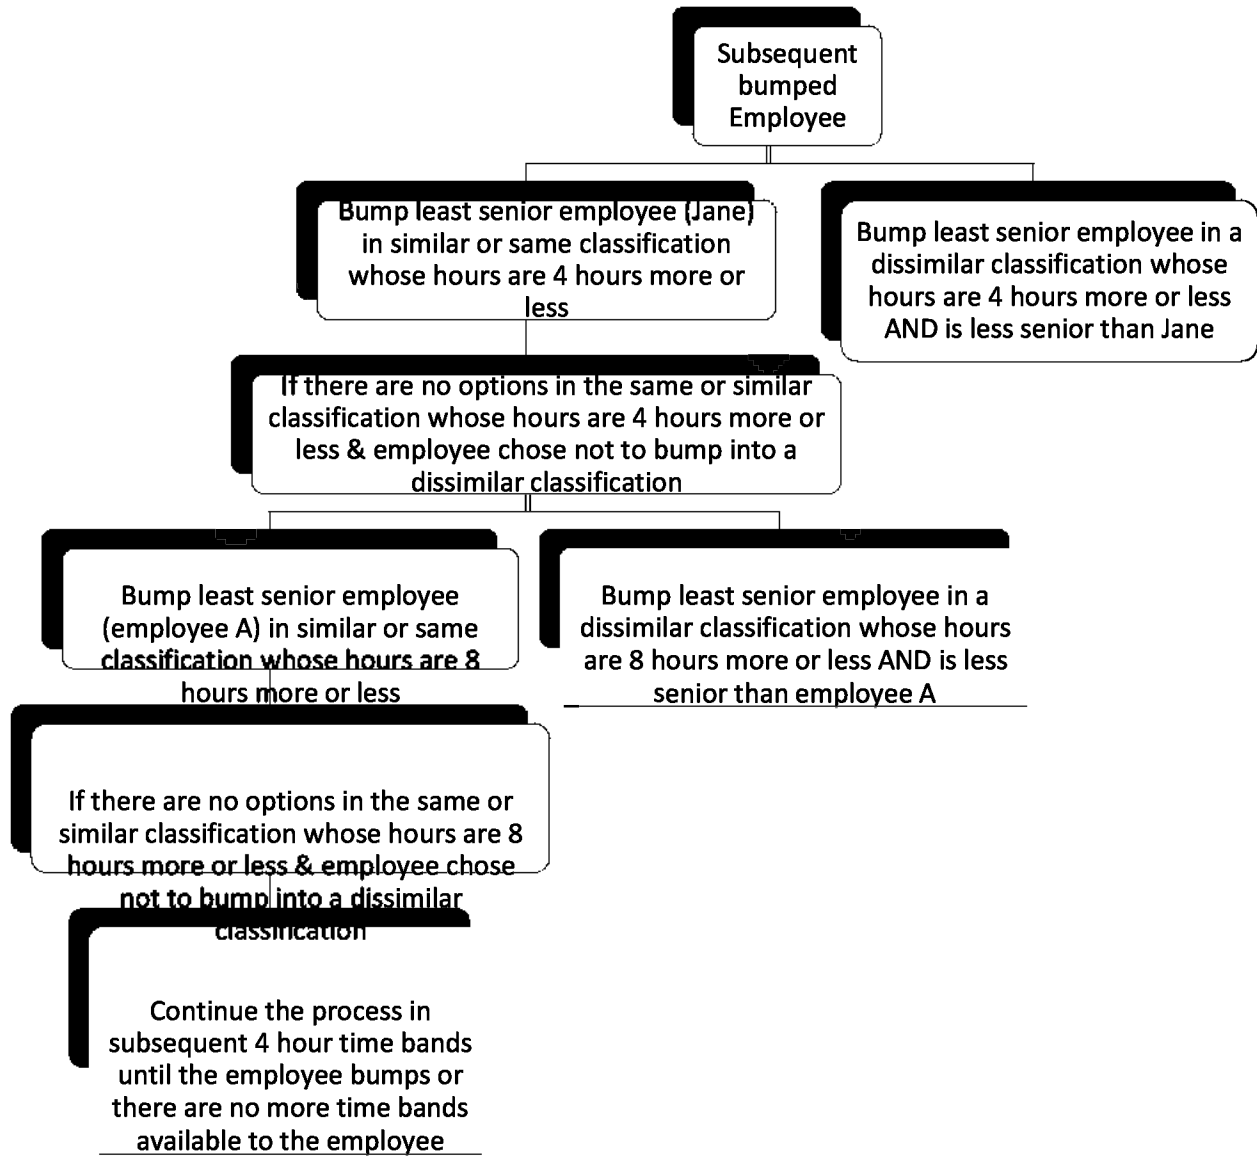 Subsequent
bumped
Employee
Bump least senior employee (Jane)
in similar or same classification
whose hours are 4 hours more or
less
Bump least senior employee in a
dissimilar classification whose
hours are 4 hours more or less
AND is less senior than Jane
If there are no options in the same or similar
classification whose hours are 4 hours more or
less & employee chose not to bump into a
dissimilar classification
Bump least senior employee
(employee A) in similar or same
classification whose hours are 8
hours more or less
Bump least senior employee in a
dissimilar classification whose hours
are 8 hours more or less AND is less
senior than employee A
If there are no options in the same or
similar classification whose hours are 8
hours more or less & employee chose
not to bump into a dissimilar
classification
Continue the process in
subsequent 4 hour time bands
until the employee bumps or
there are no more time bands
available to the employee